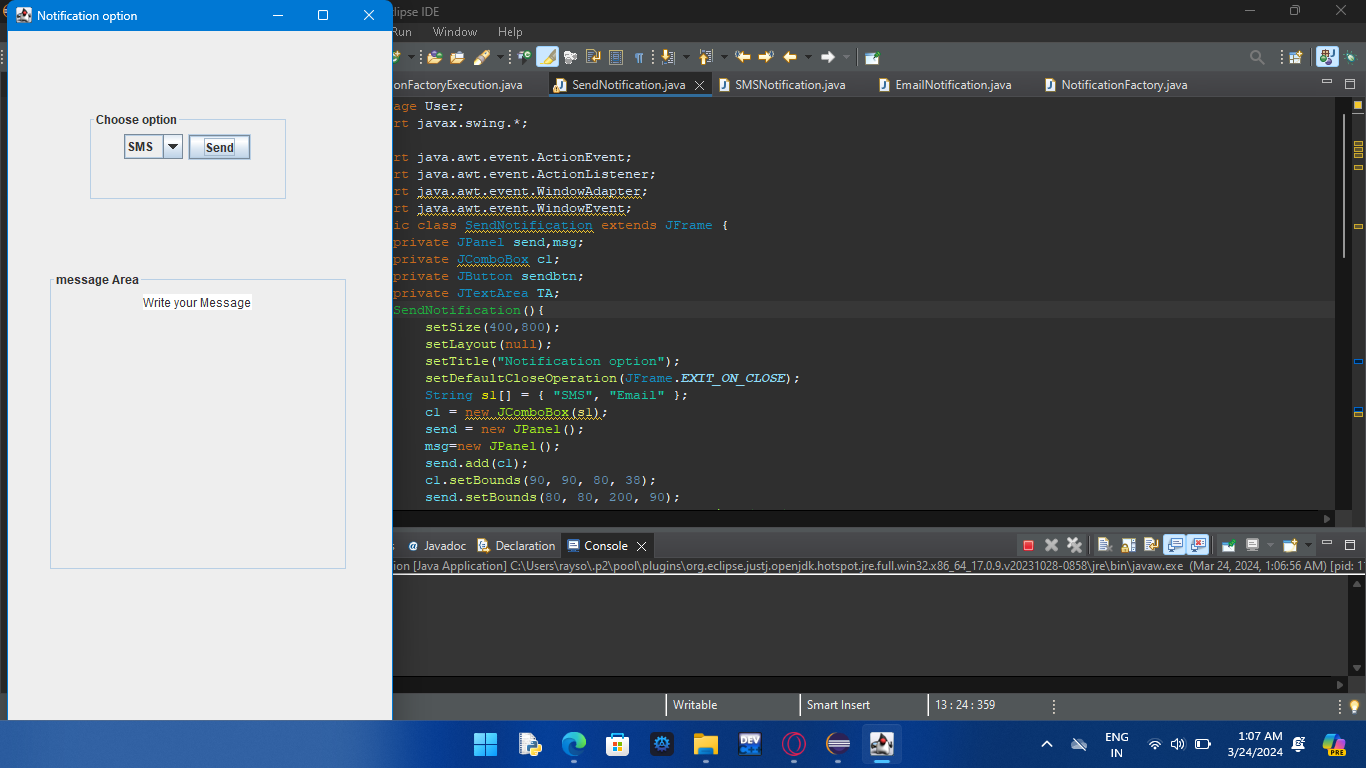 Notification option
clipse IDE
Run Window Help
onFactoryExecution.java SendNotification.java SMSNotification.java EmailNotification.java NotificationFactory.java
Choose option
SMS Send
message Area
Write your Message
age User;
rt javax.swing.*;
rt java.awt.event.ActionEvent;
rt java.awt.event.ActionListener;
rt java.awt.event.WindowAdapter;
rt java.awt.event.WindowEvent;
ic class SendNotification extends JFrame {
private JPanel send,msg;
private JComboBox c1;
private JButton sendbtn;
private JTextArea TA;
SendNotification(){
setSize(400,800);
setLayout(null);
setTitle("Notification option");
setDefaultCloseOperation(JFrame.EXIT_ON_CLOSE);
String s1[] = { "SMS", "Email" };
c1 = new JComboBox(s1);
send = new JPanel();
msg=new JPanel();
send.add(c1);
c1.setBounds(90, 90, 80, 38);
send.setBounds(80, 80, 200, 90);
Javadoc Declaration Console
ion [Java Application] C:\Users\rayso\.p2\pool\plugins\org.eclipse.justj.openjdk.hotspot.jre.full.win32.x86_64_17.0.9.v20231028-0858\jre\bin\javaw.exe (Mar 24, 2024, 1:06:56 AM) [pid: 1
Writable Smart Insert 13 : 24 : 359
DEV
C++
ENG
IN
1:07 AM
3/24/2024
PRE